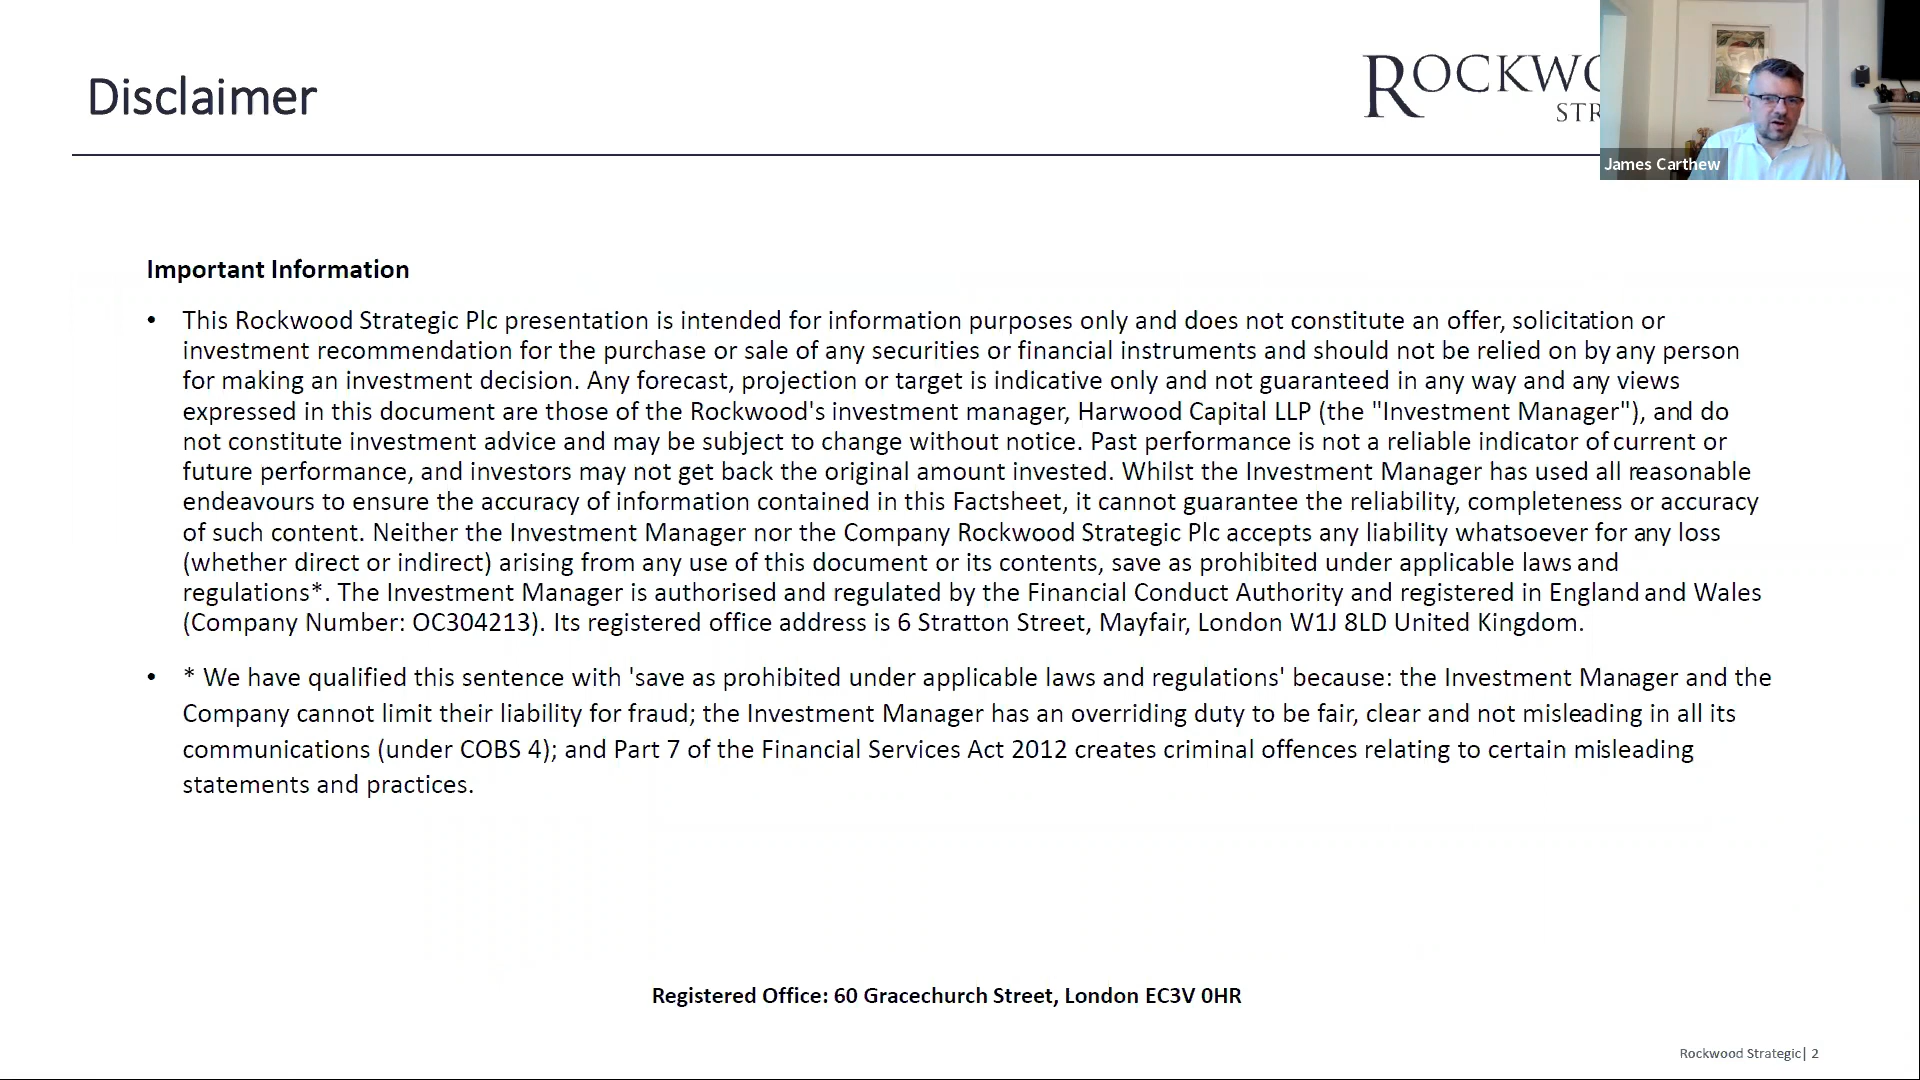 Disclaimer
ROCKWO
STR
James Carthew
Important Information
• This Rockwood Strategic Plc presentation is intended for information purposes only and does not constitute an offer, solicitation or
investment recommendation for the purchase or sale of any securities or financial instruments and should not be relied on by any person
for making an investment decision. Any forecast, projection or target is indicative only and not guaranteed in any way and any views
expressed in this document are those of the Rockwood's investment manager, Harwood Capital LLP (the "Investment Manager"), and do
not constitute investment advice and may be subject to change without notice. Past performance is not a reliable indicator of current or
future performance, and investors may not get back the original amount invested. Whilst the Investment Manager has used all reasonable
endeavours to ensure the accuracy of information contained in this Factsheet, it cannot guarantee the reliability, completeness or accuracy
of such content. Neither the Investment Manager nor the Company Rockwood Strategic Plc accepts any liability whatsoever for any loss
(whether direct or indirect) arising from any use of this document or its contents, save as prohibited under applicable laws and
regulations*. The Investment Manager is authorised and regulated by the Financial Conduct Authority and registered in England and Wales
(Company Number: OC304213). Its registered office address is 6 Stratton Street, Mayfair, London W1J 8LD United Kingdom.
• * We have qualified this sentence with 'save as prohibited under applicable laws and regulations' because: the Investment Manager and the
Company cannot limit their liability for fraud; the Investment Manager has an overriding duty to be fair, clear and not misleading in all its
communications (under COBS 4); and Part 7 of the Financial Services Act 2012 creates criminal offences relating to certain misleading
statements and practices.
Registered Office: 60 Gracechurch Street, London EC3V 0HR
Rockwood Strategic| 2